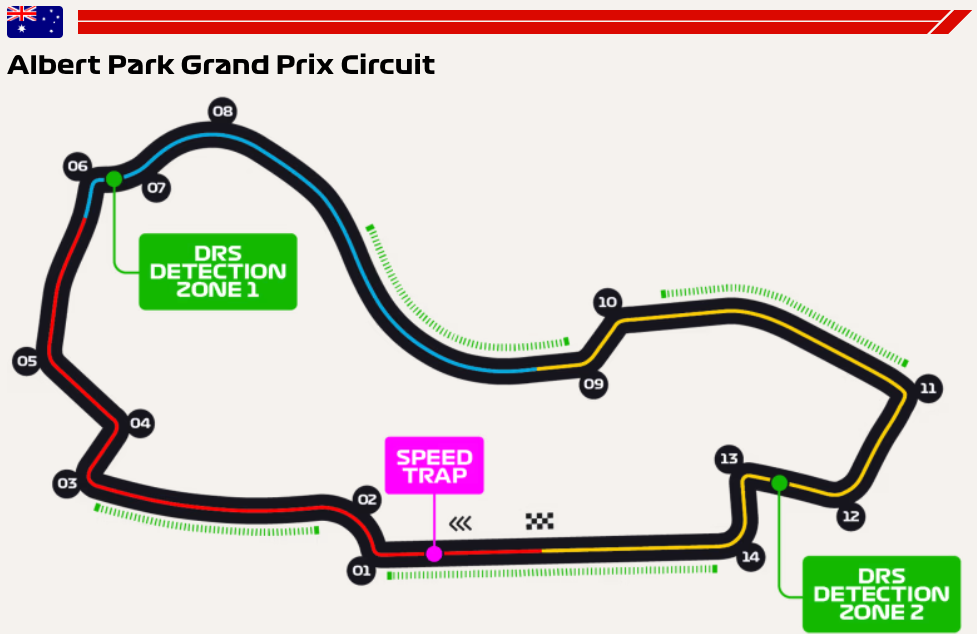 Albert Park Grand Prix Circuit
08
06
07
DRS
DETECTION
ZONE 1
10
05
09
11
04
13
SPEED
TRAP
03
02
12
01
14
DRS
DETECTION
ZONE 2